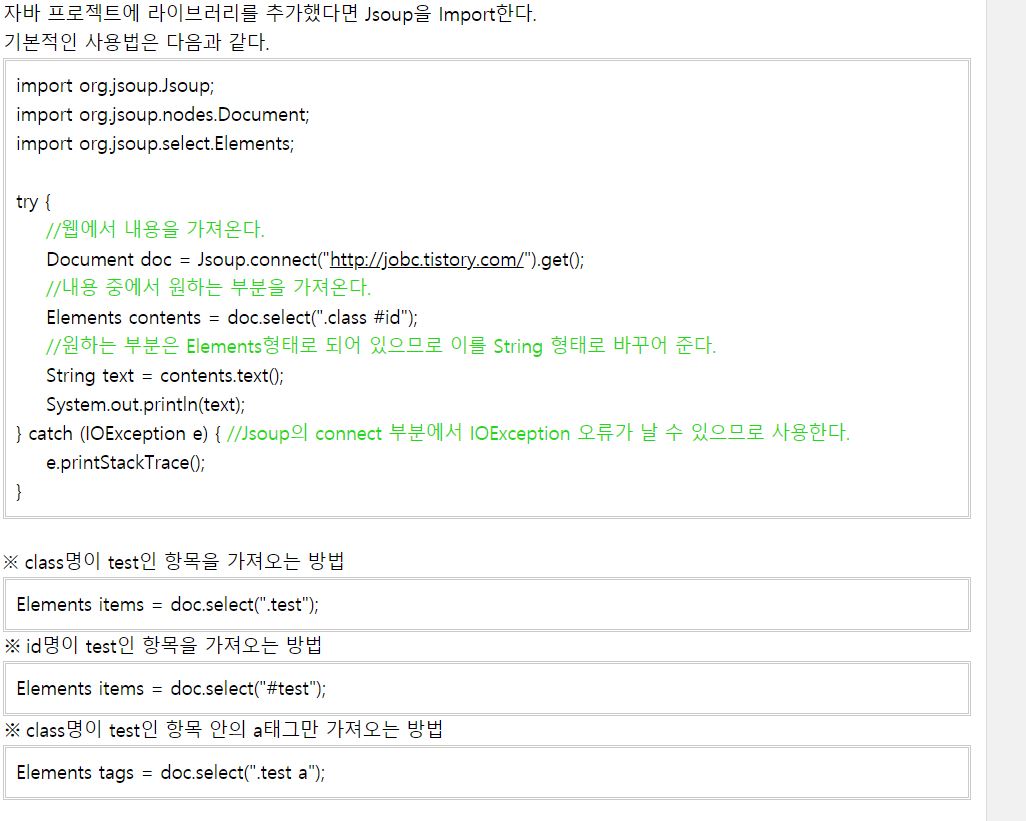 자바 프로젝트에 라이브러리를 추가했다면 Jsoup을 Import한다.
기본적인 사용법은 다음과 같다.
import org.jsoup.Jsoup;
import org.jsoup.nodes.Document;
import org.jsoup.select.Elements;
try {
//웹에서 내용을 가져온다.
Document doc = Jsoup.connect("http://jobc.tistory.com/").get();
//내용 중에서 원하는 부분을 가져온다.
Elements contents = doc.select(".class #id");
//원하는 부분은 Elements형태로 되어 있으므로 이를 String 형태로 바꾸어 준다.
String text = contents.text();
System.out.println(text);
} catch (IOException e) { //Jsoup의 connect 부분에서 IOException 오류가 날 수 있으므로 사용한다.
e.printStackTrace();
}
※ class명이 test인 항목을 가져오는 방법
Elements items = doc.select(".test");
※ id명이 test인 항목을 가져오는 방법
Elements items = doc.select("#test");
※ class명이 test인 항목 안의 a태그만 가져오는 방법
Elements tags = doc.select(".test a");